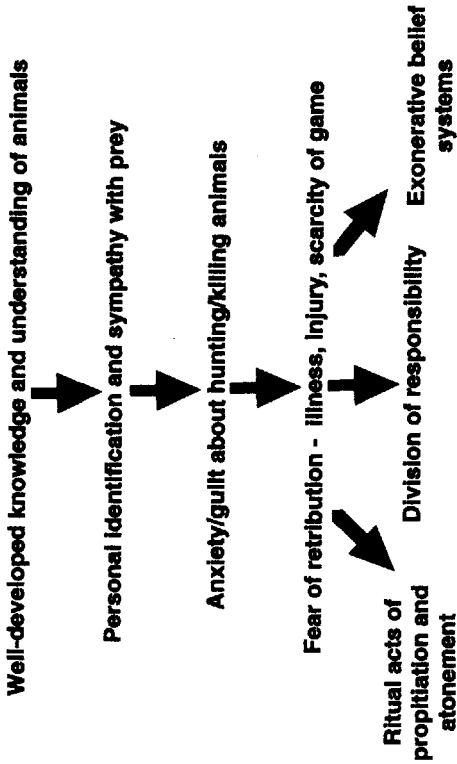 Well-developed knowledge and understanding of animals
Personal identification and sympathy with prey
Anxiety/guilt about hunting/killing animals
Fear of retribution - illness, injury, scarcity of game
Ritual acts of
propitiation and
atonement
Division of responsibility
Exonerative belief
systems